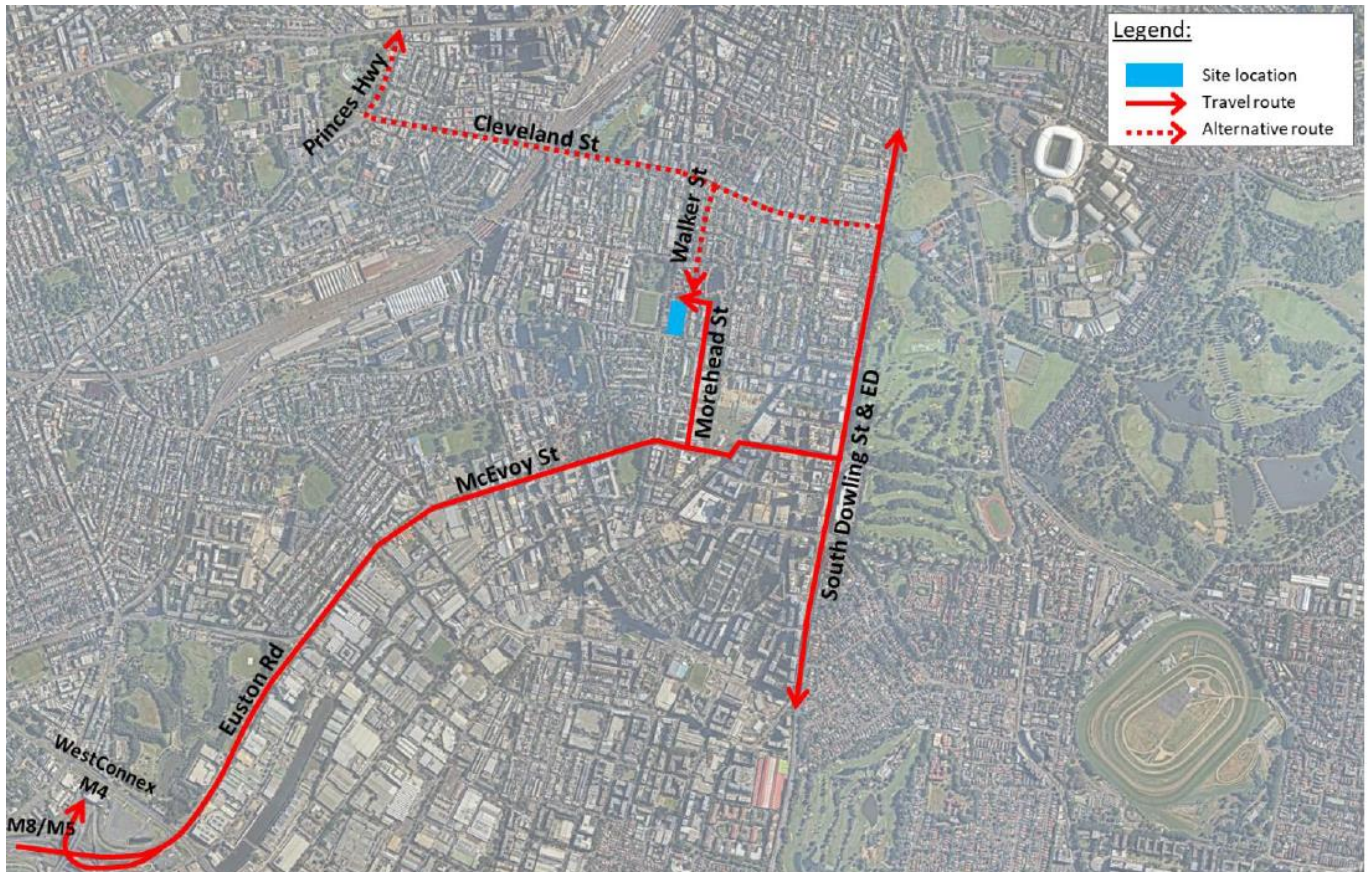 Legend:
Site location
Travel route
Alternative route
Princes Hwy
Cleveland St
Walker St
Morehead St
South Dowling St & ED
McEvoy St
Euston Rd
WestConnex
M4
M8/M5